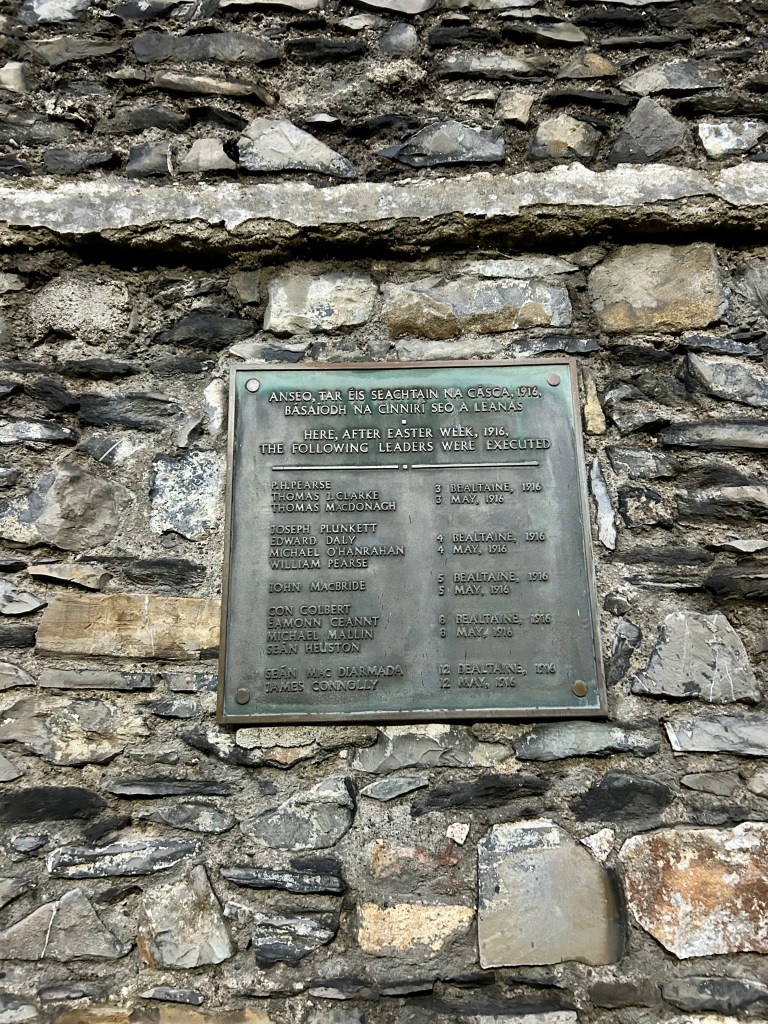 ANSEO, TAR ÉIS SEACHTAIN NA CÁSCA, 1916,
BÁSAÍODH NA CINNIRÍ SEO A LEANAS
HERE, AFTER EASTER WEEK, 1916,
THE FOLLOWING LEADERS WERE EXECUTED
P.H. PEARSE 3 BEALTAINE, 1916
THOMAS J. CLARKE 3 MAY, 1916
THOMAS MACDONAGH
JOSEPH PLUNKETT
EDWARD DALY 4 BEALTAINE, 1916
MICHAEL O'HANRAHAN 4 MAY, 1916
WILLIAM PEARSE
JOHN MACBRIDE 5 BEALTAINE, 1916
5 MAY, 1916
CON COLBERT
EAMONN CEANNT 8 BEALTAINE, 1916
MICHAEL MALLIN 8 MAY, 1916
SEÁN HEUSTON
SEÁN MAC DIARMADA 12 BEALTAINE, 1916
JAMES CONNOLLY 12 MAY, 1916